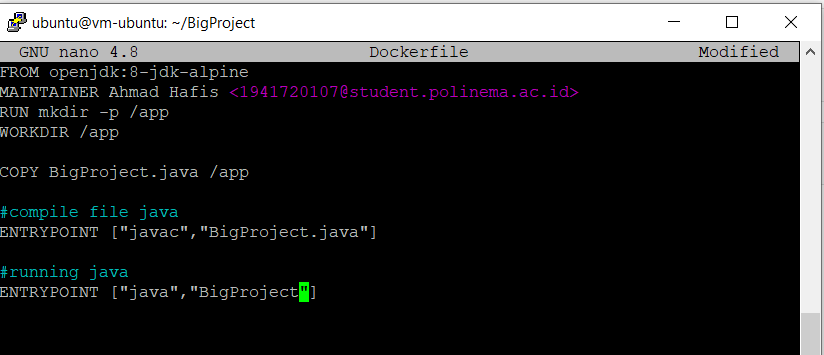 ubuntu@vm-ubuntu: ~/BigProject
GNU nano 4.8 Dockerfile Modified
FROM openjdk:8-jdk-alpine
MAINTAINER Ahmad Hafis <1941720107@student.polinema.ac.id>
RUN mkdir -p /app
WORKDIR /app
COPY BigProject.java /app
#compile file java
ENTRYPOINT ["javac","BigProject.java"]
#running java
ENTRYPOINT ["java","BigProject"]